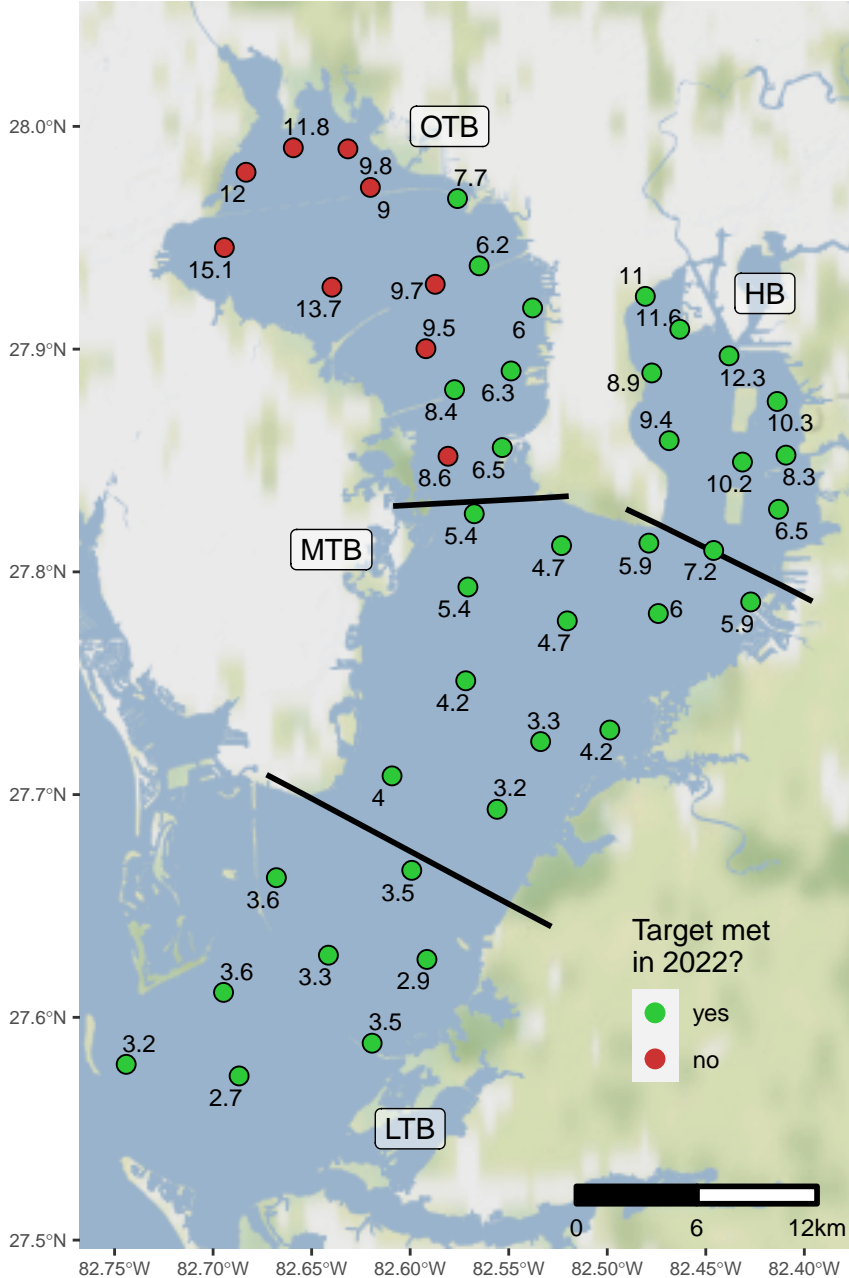 28.0°N
27.9°N
27.8°N
27.7°N
27.6°N
27.5°N
OTB
11.8
9.8
12
9
7.7
15.1
6.2
13.7
9.7
6
9.5
6.3
8.4
8.6
6.5
HB
11
11.6
12.3
8.9
10.3
9.4
10.2
8.3
6.5
MTB
5.4
4.7
5.9
7.2
5.4
4.7
6
5.9
4.2
3.3
4.2
4
3.2
3.6
3.5
3.3
2.9
3.6
3.5
3.2
2.7
LTB
Target met
in 2022?
yes
no
0 6 12km
82.75°W 82.70°W 82.65°W 82.60°W 82.55°W 82.50°W 82.45°W 82.40°W